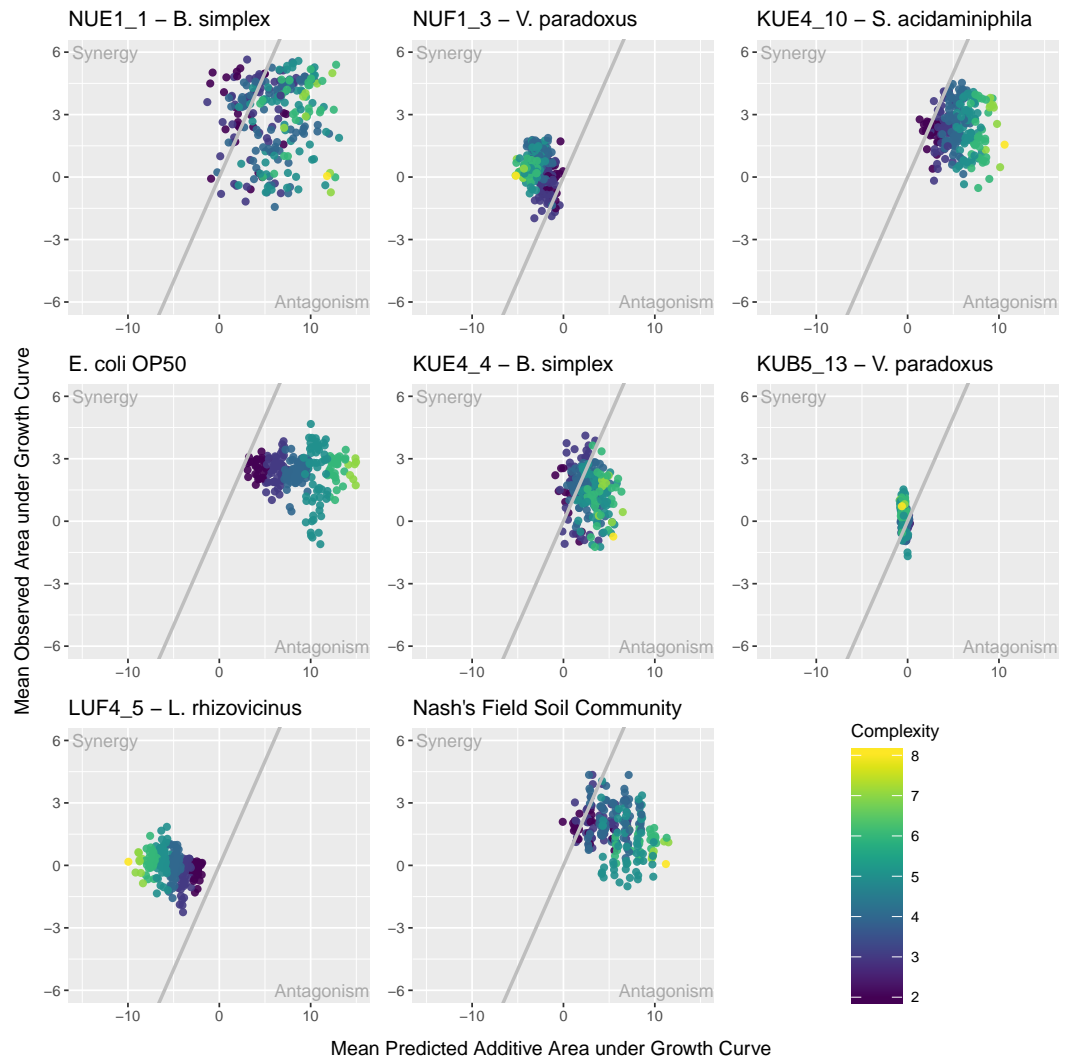 NUE1_1 − B. simplex
NUF1_3 − V. paradoxus
KUE4_10 − S. acidaminiphila
6
3
0
−3
−6
Synergy
Antagonism
−10
0
10
6
3
0
−3
−6
Synergy
Antagonism
−10
0
10
6
3
0
−3
−6
Synergy
Antagonism
−10
0
10
Mean Observed Area under Growth Curve
E. coli OP50
KUE4_4 − B. simplex
KUB5_13 − V. paradoxus
6
3
0
−3
−6
Synergy
Antagonism
−10
0
10
6
3
0
−3
−6
Synergy
Antagonism
−10
0
10
6
3
0
−3
−6
Synergy
Antagonism
−10
0
10
LUF4_5 − L. rhizovicinus
Nash's Field Soil Community
6
3
0
−3
−6
Synergy
Antagonism
−10
0
10
6
3
0
−3
−6
Synergy
Antagonism
−10
0
10
Complexity
8
7
6
5
4
3
2
Mean Predicted Additive Area under Growth Curve